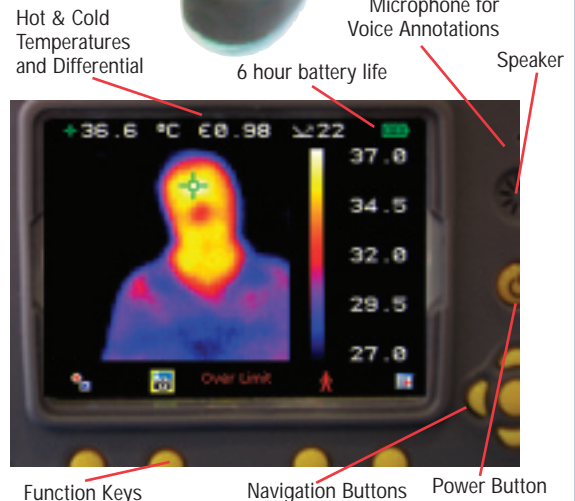 Hot & Cold
Temperatures
and Differential
Microphone for
Voice Annotations
6 hour battery life
Speaker
+36.6 °C €0.98 22
37.0
34.5
32.0
29.5
27.0
Over Limit
Function Keys
Navigation Buttons
Power Button